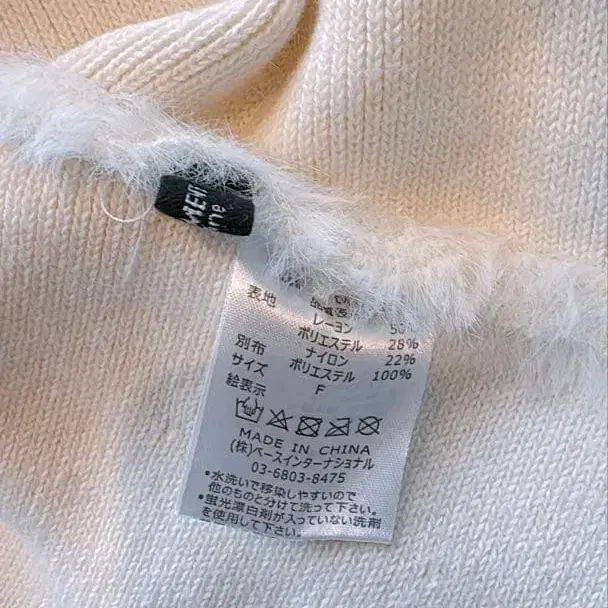 表地
レーヨン 50%
ポリエステル 28%
ナイロン 22%
別布 ポリエステル 100%
サイズ F
絵表示
MADE IN CHINA
(株)ベースインターナショナル
03-6803-8475
•水洗いで移染しやすいので
他のものと分けて洗って下さい。
•蛍光漂白剤が入っていない洗剤
を使用して下さい。